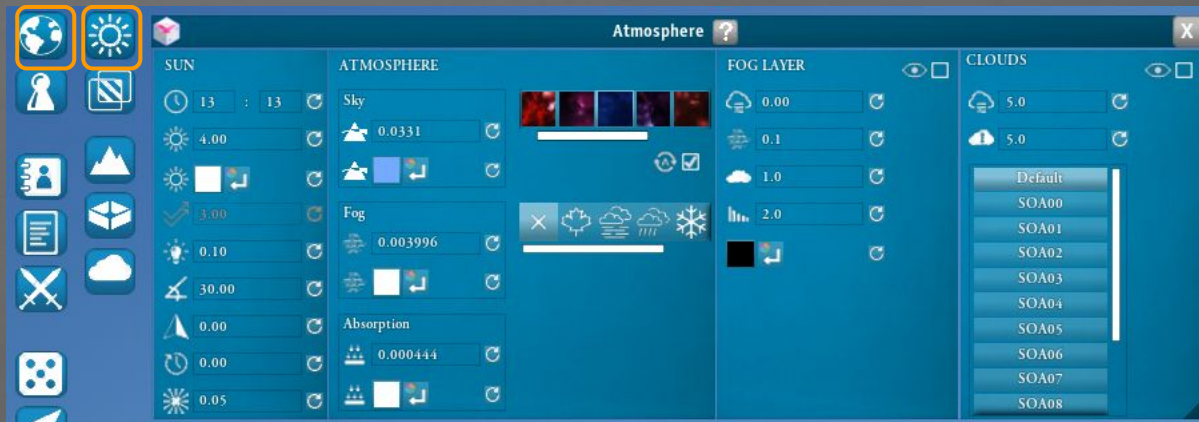 Atmosphere ? X
SUN
13 : 13
4.00
3.00
0.10
30.00
0.00
0.00
0.05
ATMOSPHERE
Sky
0.0331
Fog
0.003996
Absorption
0.000444
A
FOG LAYER
0.00
0.1
1.0
2.0
CLOUDS
5.0
5.0
Default
SOA00
SOA01
SOA02
SOA03
SOA04
SOA05
SOA06
SOA07
SOA08